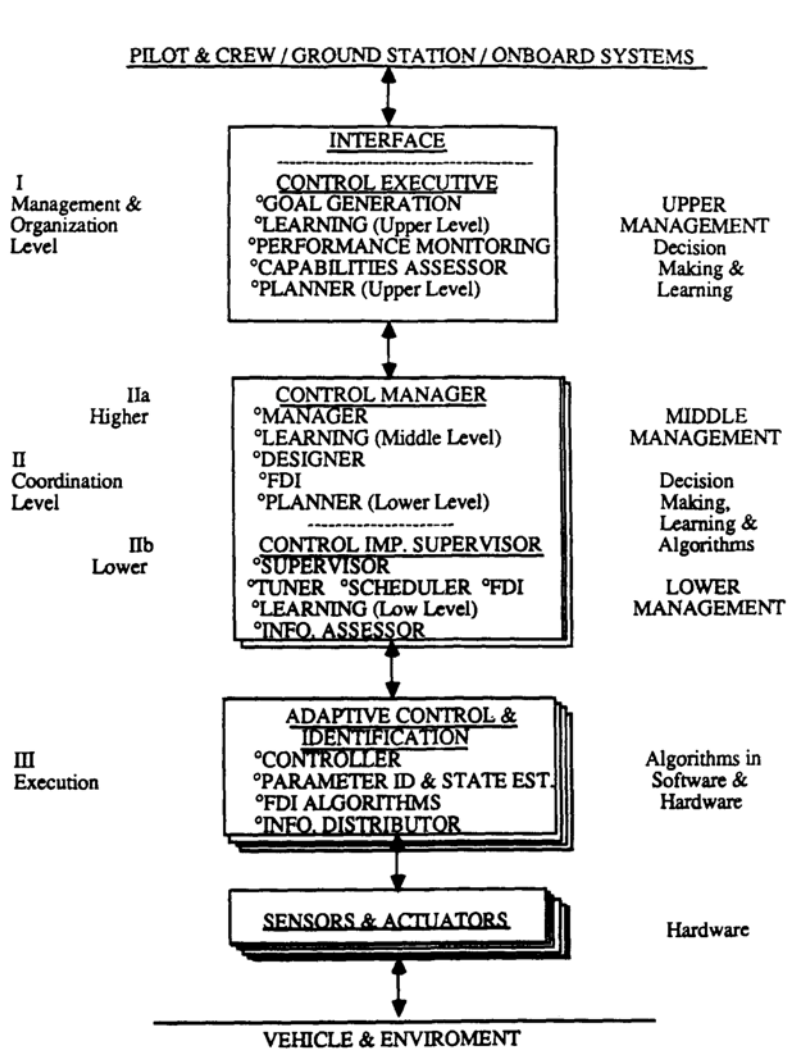 PILOT & CREW / GROUND STATION / ONBOARD SYSTEMS
INTERFACE
CONTROL EXECUTIVE
°GOAL GENERATION
°LEARNING (Upper Level)
°PERFORMANCE MONITORING
°CAPABILITIES ASSESSOR
°PLANNER (Upper Level)
I
Management &
Organization
Level
UPPER
MANAGEMENT
Decision
Making &
Learning
IIa
Higher
II
Coordination
Level
IIb
Lower
CONTROL MANAGER
°MANAGER
°LEARNING (Middle Level)
°DESIGNER
°FDI
°PLANNER (Lower Level)
CONTROL IMP. SUPERVISOR
°SUPERVISOR
°TUNER °SCHEDULER °FDI
°LEARNING (Low Level)
°INFO. ASSESSOR
MIDDLE
MANAGEMENT
Decision
Making,
Learning &
Algorithms
LOWER
MANAGEMENT
III
Execution
ADAPTIVE CONTROL &
IDENTIFICATION
°CONTROLLER
°PARAMETER ID & STATE EST.
°FDI ALGORITHMS
°INFO. DISTRIBUTOR
Algorithms in
Software &
Hardware
SENSORS & ACTUATORS
Hardware
VEHICLE & ENVIROMENT